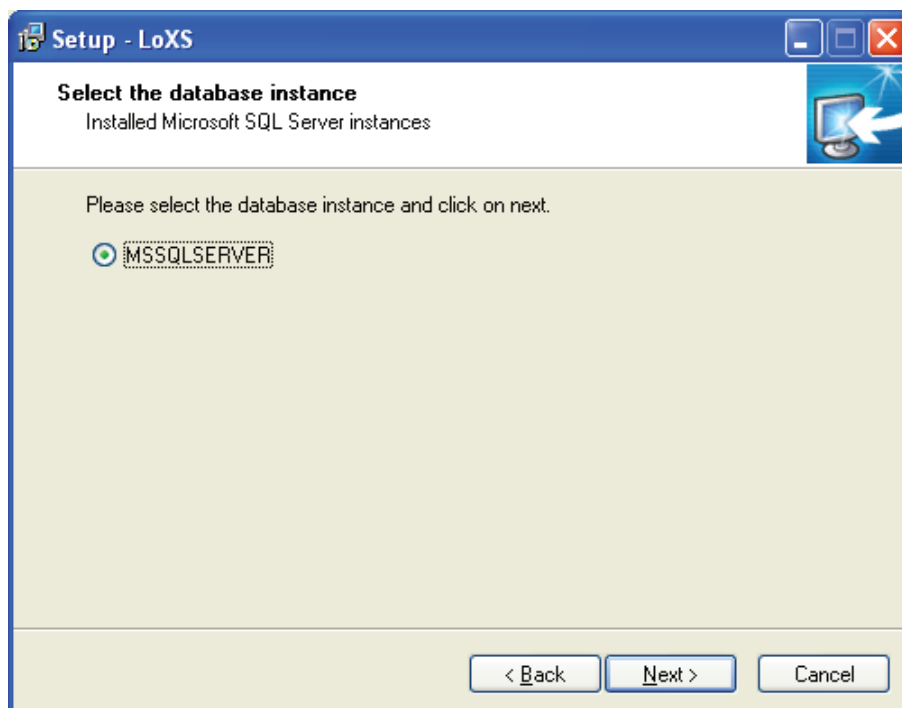 Setup - LoXS
Select the database instance
Installed Microsoft SQL Server instances
Please select the database instance and click on next.
MSSQLSERVER
< Back
Next >
Cancel